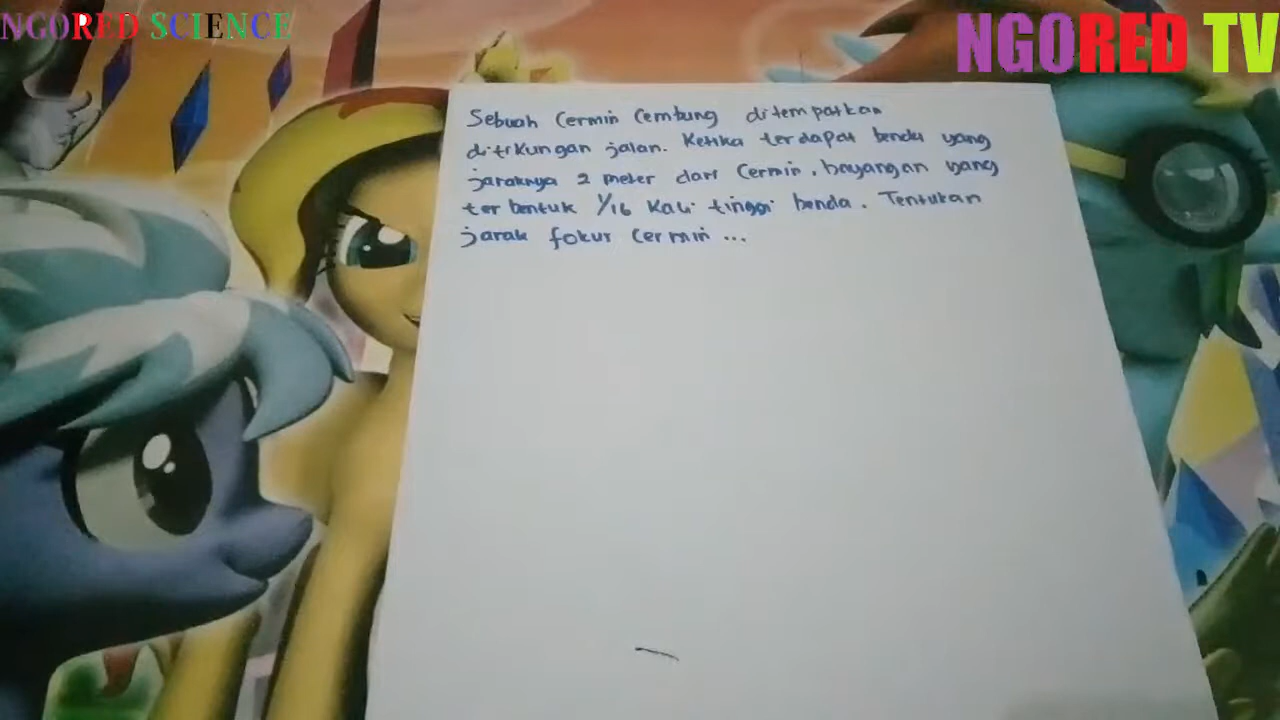 NGORED SCIENCE
NGORED TV
Sebuah Cermin Cembung ditempatkan
ditikungan jalan. Ketika terdapat benda yang
jaraknya 2 meter dari Cermin, bayangan yang
terbentuk 1/16 Kali tinggi benda. Tentukan
jarak fokus Cermin ...